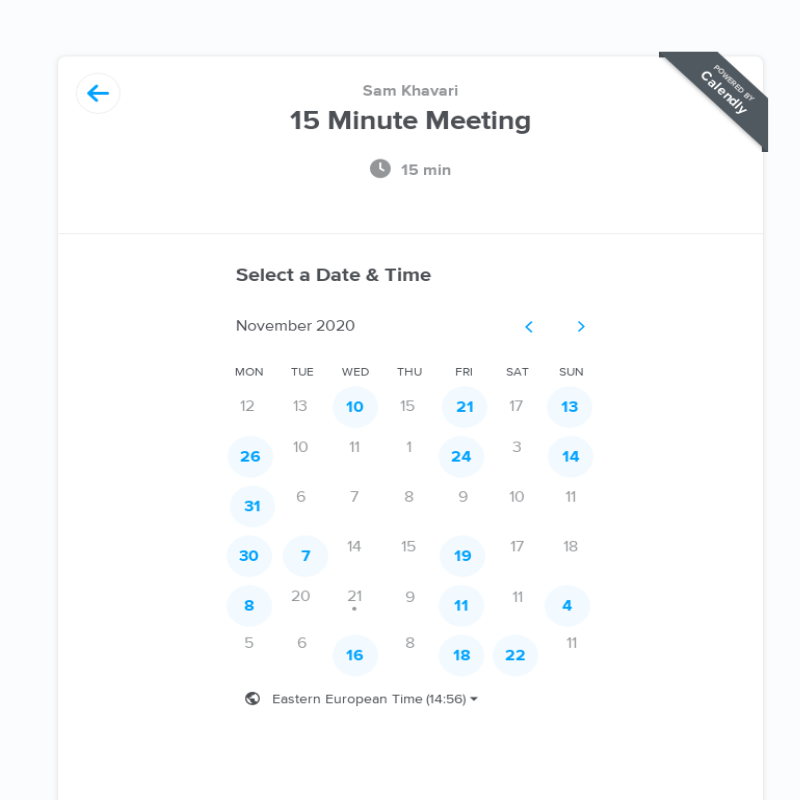 POWERED BY
Calendly
Sam Khavari
15 Minute Meeting
15 min
Select a Date & Time
November 2020
MON TUE WED THU FRI SAT SUN
12 13 10 15 21 17 13
26 10 11 1 24 3 14
31 6 7 8 9 10 11
30 7 14 15 19 17 18
8 20 21 9 11 11 4
5 6 16 8 18 22 11
Eastern European Time (14:56)